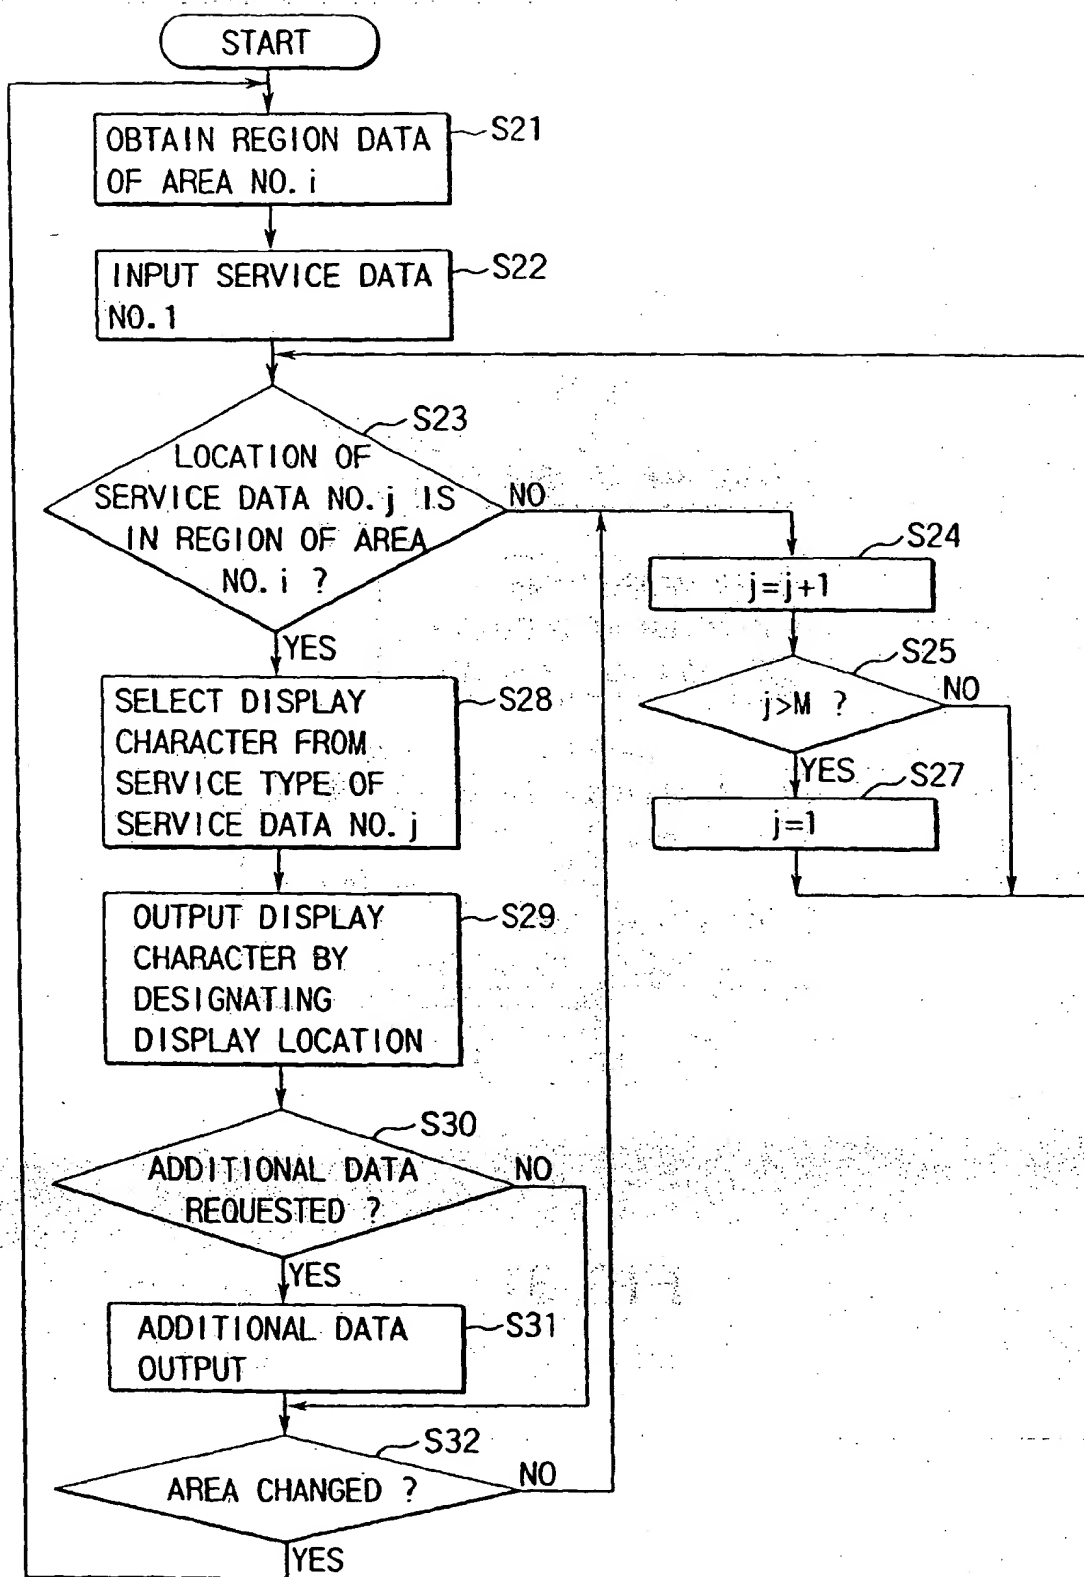 START
OBTAIN REGION DATA
OF AREA NO. i
S21
INPUT SERVICE DATA
NO. 1
S22
LOCATION OF
SERVICE DATA NO. j IS
IN REGION OF AREA
NO. i ?
S23
NO
YES
j=j+1
S24
j>M ?
S25
NO
YES
j=1
S27
SELECT DISPLAY
CHARACTER FROM
SERVICE TYPE OF
SERVICE DATA NO. j
S28
OUTPUT DISPLAY
CHARACTER BY
DESIGNATING
DISPLAY LOCATION
S29
ADDITIONAL DATA
REQUESTED ?
S30
NO
YES
ADDITIONAL DATA
OUTPUT
S31
AREA CHANGED ?
S32
NO
YES